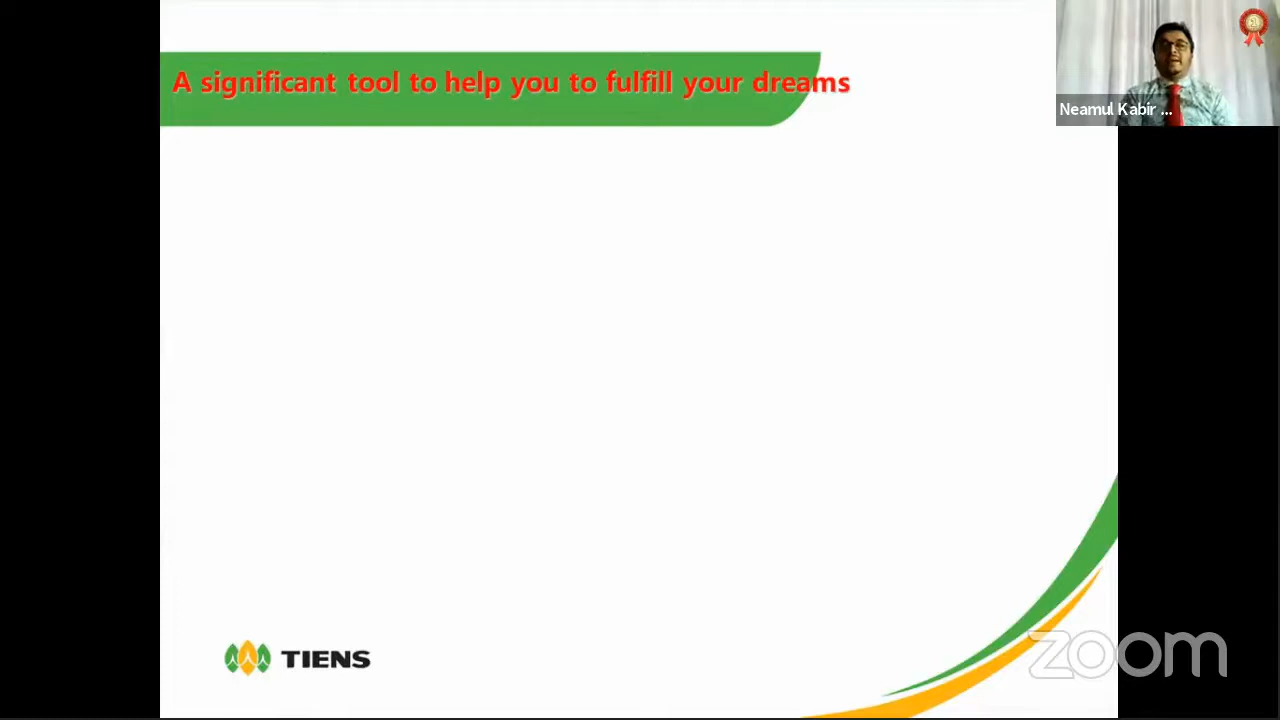 A significant tool to help you to fulfill your dreams
Neamul Kabir ...
TIENS
zoom